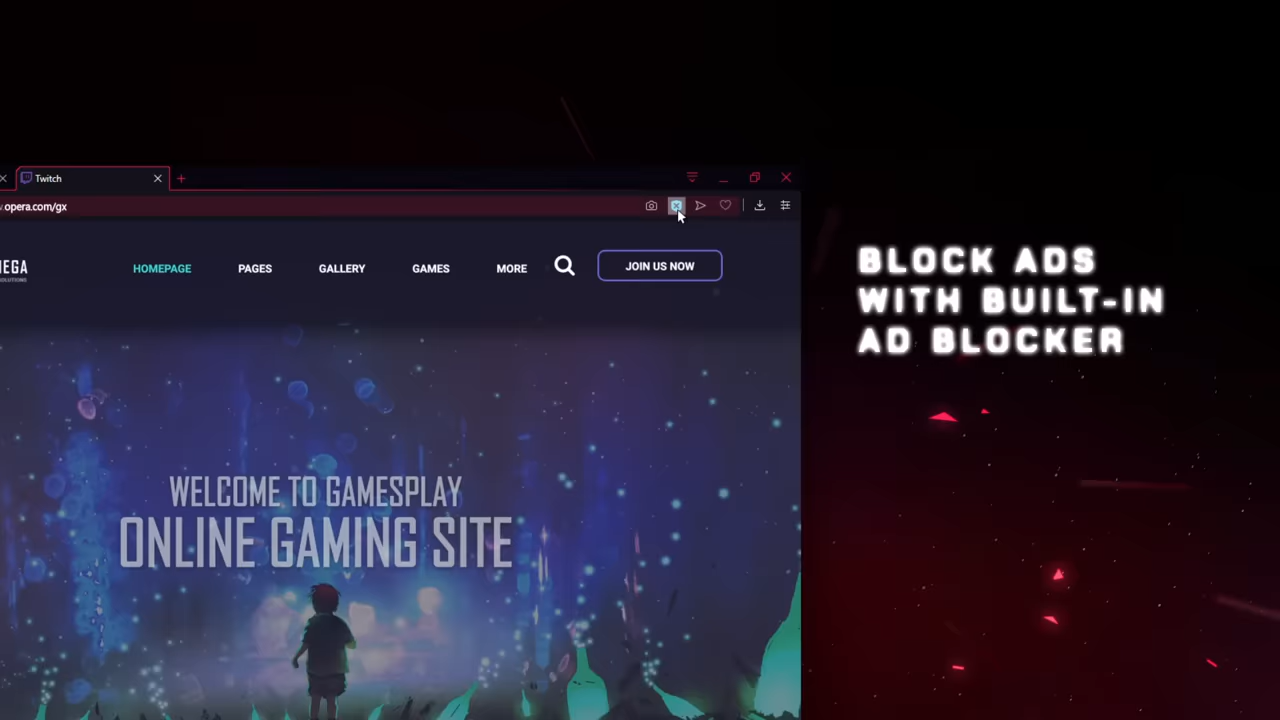 Twitch
opera.com/gx
HOMEPAGE PAGES GALLERY GAMES MORE JOIN US NOW
BLOCK ADS
WITH BUILT-IN
AD BLOCKER
WELCOME TO GAMESPLAY
ONLINE GAMING SITE